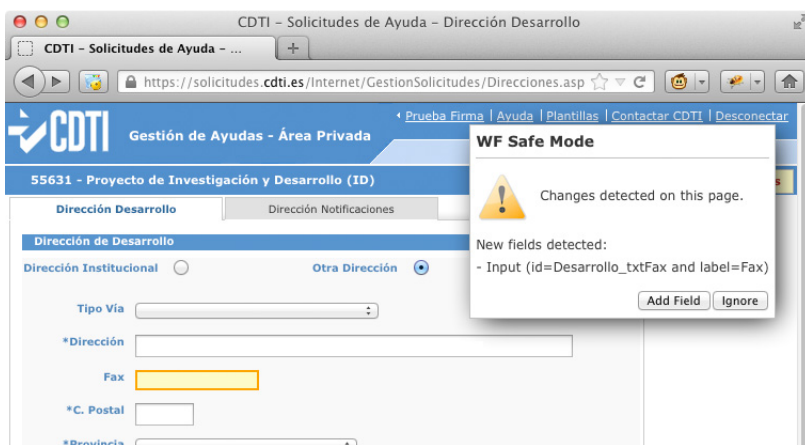 CDTI – Solicitudes de Ayuda – Dirección Desarrollo
CDTI – Solicitudes de Ayuda – ...
https://solicitudes.cdti.es/Internet/GestionSolicitudes/Direcciones.asp
Prueba Firma | Ayuda | Plantillas | Contactar CDTI | Desconectar
CDTI
Gestión de Ayudas – Área Privada
WF Safe Mode
55631 – Proyecto de Investigación y Desarrollo (ID)
Changes detected on this page.
Dirección Desarrollo
Dirección Notificaciones
Dirección de Desarrollo
New fields detected:
Dirección Institucional
Otra Dirección
- Input (id=Desarrollo_txtFax and label=Fax)
Add Field
Ignore
Tipo Vía
*Dirección
Fax
*C. Postal
*Provincia